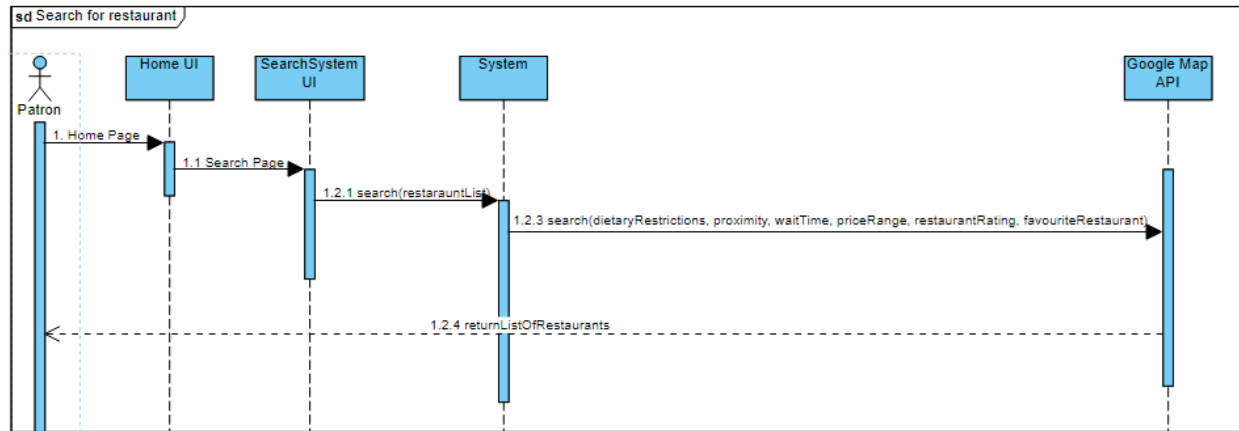 sd Search for restaurant
Patron
Home UI
SearchSystem
UI
System
Google Map
API
1. Home Page
1.1 Search Page
1.2.1 search(restarauntList)
1.2.3 search(dietaryRestrictions, proximity, waitTime, priceRange, restaurantRating, favouriteRestaurant)
1.2.4 returnListOfRestaurants